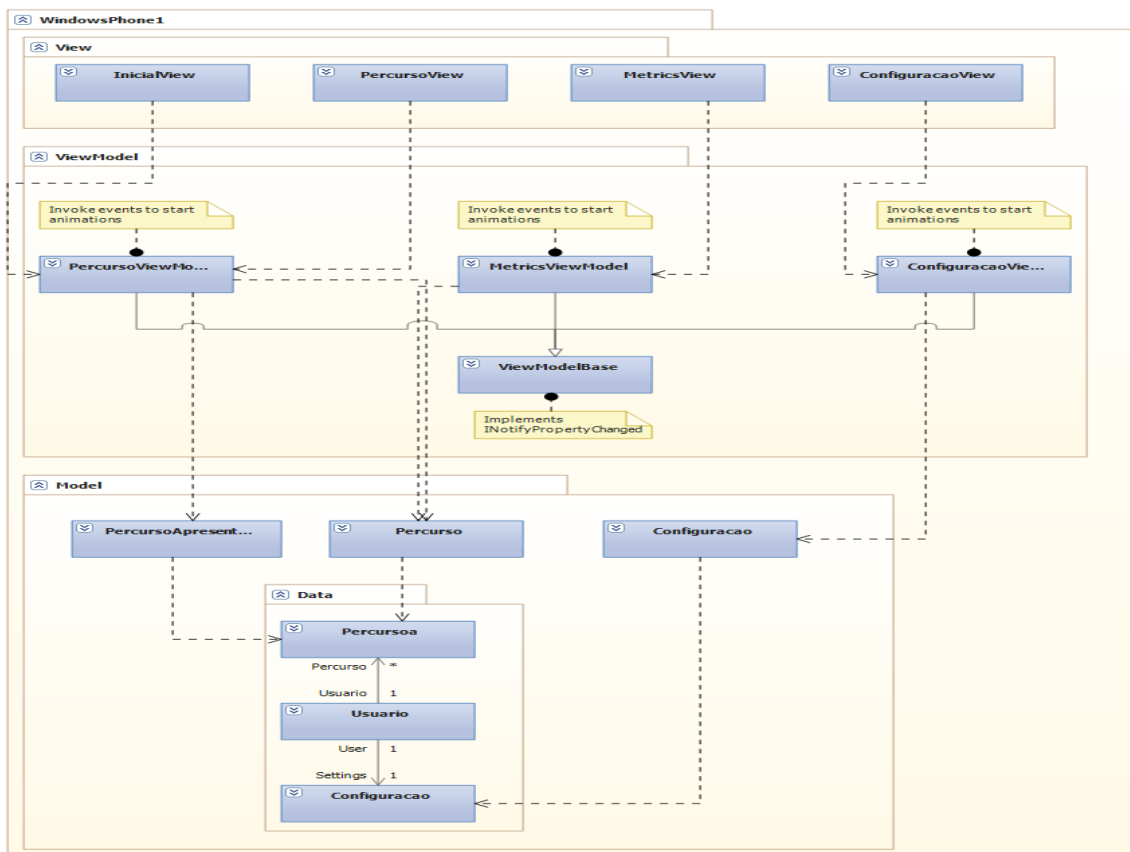 WindowsPhone1
View
InicialView
PercursoView
MetricsView
ConfiguracaoView
ViewModel
Invoke events to start
animations
Invoke events to start
animations
Invoke events to start
animations
PercursoViewMo...
MetricsViewModel
ConfiguracaoVie...
ViewModelBase
Implements
INotifyPropertyChanged
Model
PercursoApresent...
Percurso
Configuracao
Data
Percursoa
Percurso *
Usuario 1
Usuario
User 1
Settings 1
Configuracao